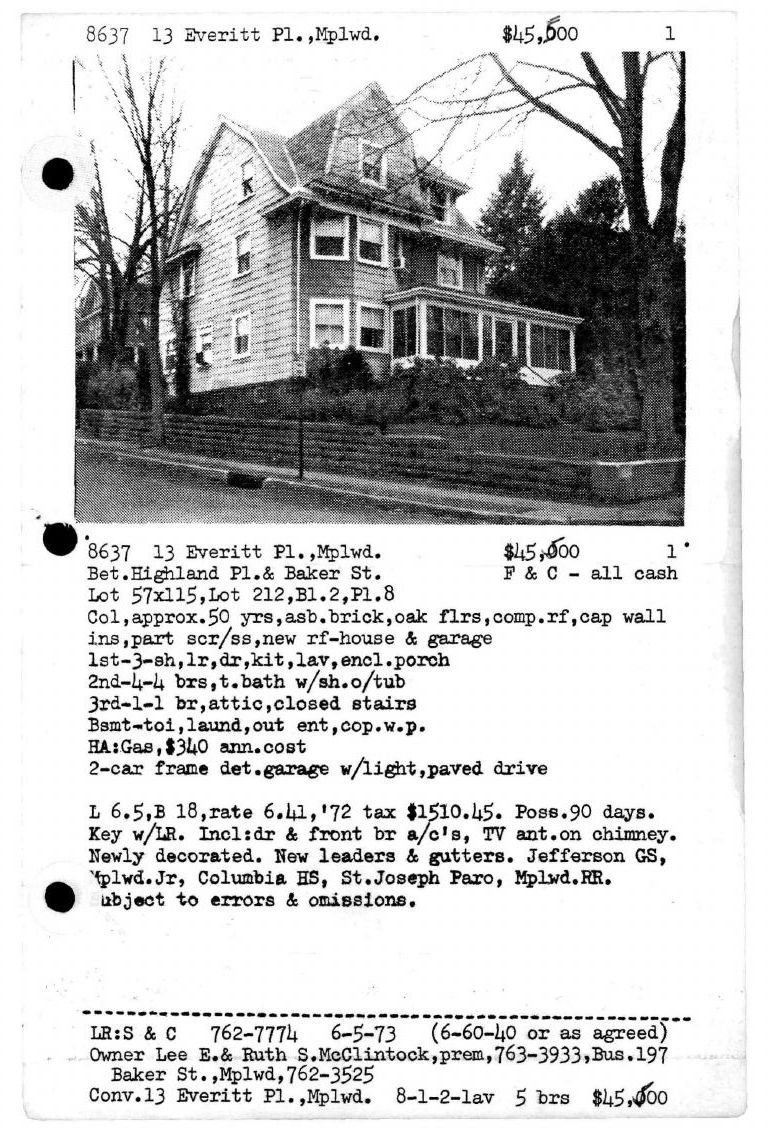 8637 13 Everitt Pl.,Mplwd. $45,500 1
8637 13 Everitt Pl.,Mplwd. $45,500 1
Bet.Highland Pl.& Baker St. F & C - all cash
Lot 57x115,Lot 212,Bl.2,Pl.8
Col,approx.50 yrs,asb.brick,oak flrs,comp.rf,cap wall
ins,part scr/ss,new rf-house & garage
1st-3-eh,lr,dr,kit,lav,encl.porch
2nd-4-4 brs,t.bath w/sh.o/tub
3rd-1-1 br,attic,closed stairs
Bsmt-toi,laund,out ent,cop.w.p.
HA:Gas,$340 ann.cost
2-car frame det.garage w/light,paved drive
L 6.5,B 18,rate 6.41,'72 tax $1510.45. Poss.90 days.
Key w/LR. Incl:dr & front br a/c's, TV ant.on chimney.
Newly decorated. New leaders & gutters. Jefferson GS,
Mplwd.Jr, Columbia HS, St.Joseph Paro, Mplwd.RR.
ubject to errors & omissions.
LR:S & C 762-7774 6-5-73 (6-60-40 or as agreed)
Owner Lee E.& Ruth S.McClintock,prem,763-3933,Bus.197
Baker St.,Mplwd,762-3525
Conv.13 Everitt Pl.,Mplwd. 8-1-2-lav 5 brs $45,500